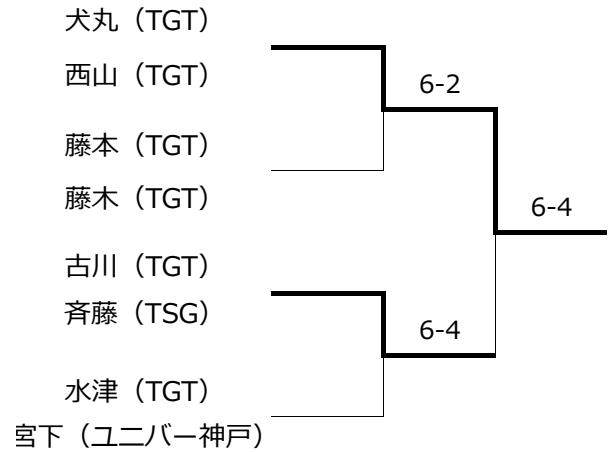 犬丸（TGT）
西山（TGT）
6-2
藤本（TGT）
藤木（TGT）
6-4
古川（TGT）
斉藤（TSG）
6-4
水津（TGT）
宮下（ユニバー神戸）